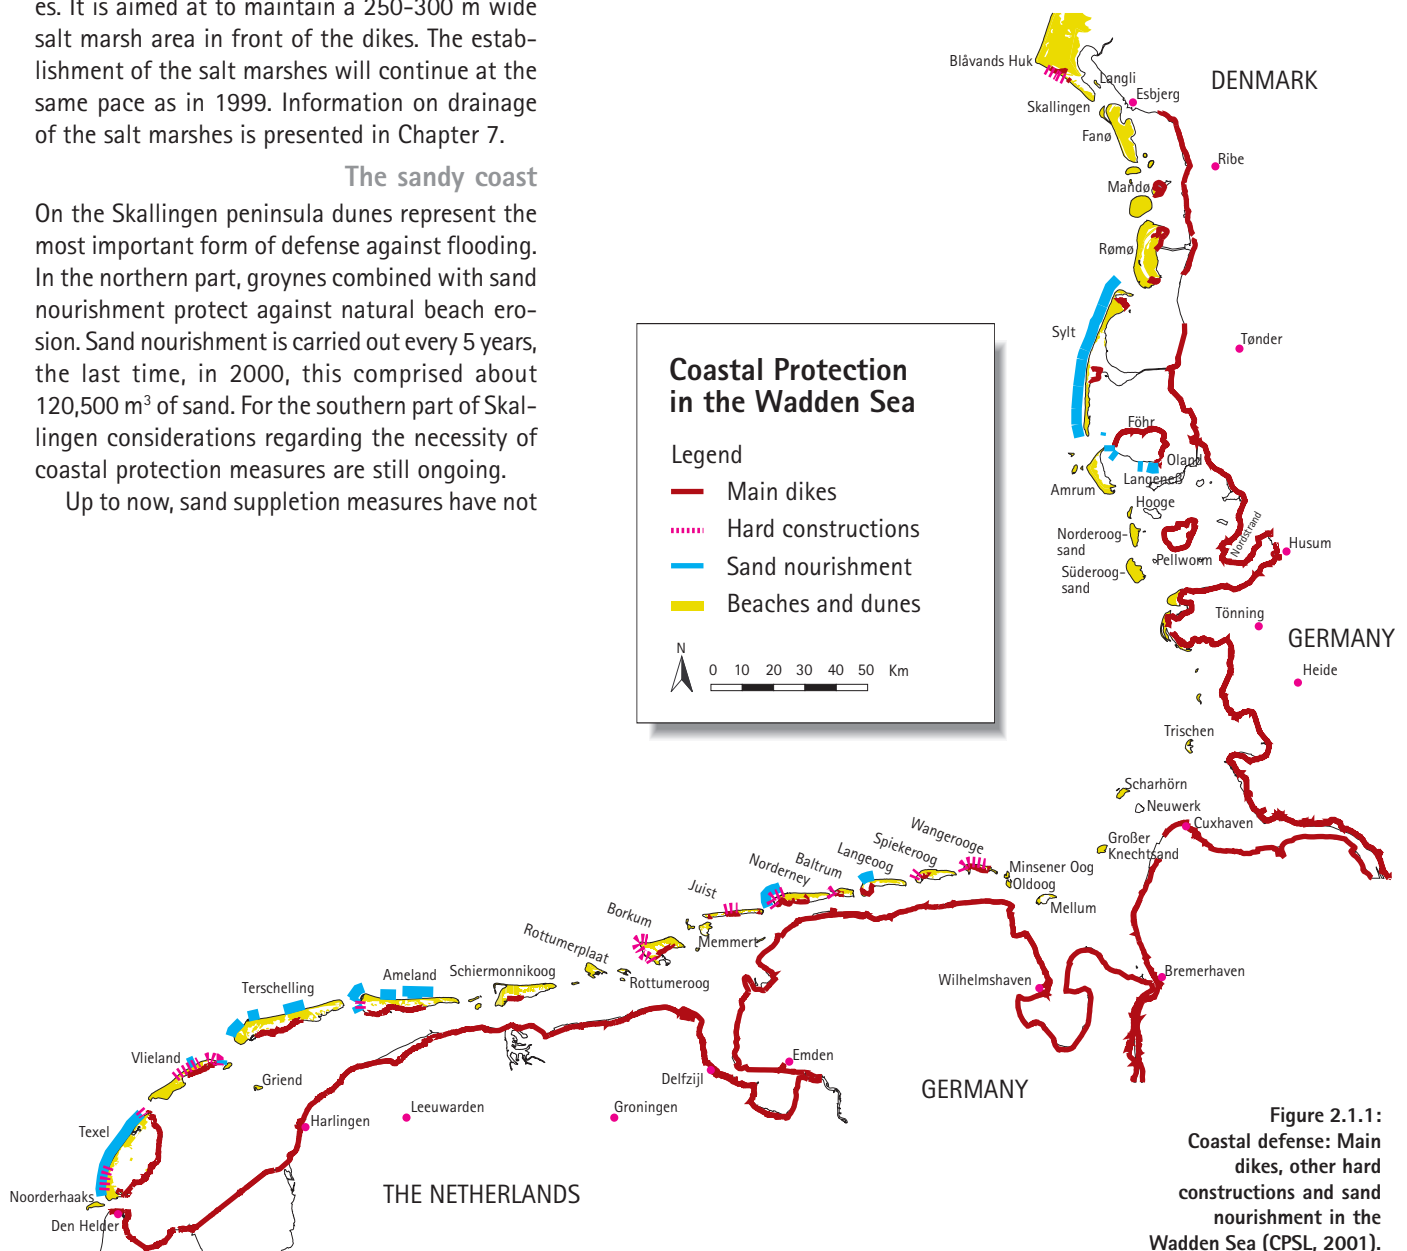 es. It is aimed at to maintain a 250-300 m wide
salt marsh area in front of the dikes. The estab-
lishment of the salt marshes will continue at the
same pace as in 1999. Information on drainage
of the salt marshes is presented in Chapter 7.
The sandy coast
On the Skallingen peninsula dunes represent the
most important form of defense against flooding.
In the northern part, groynes combined with sand
nourishment protect against natural beach ero-
sion. Sand nourishment is carried out every 5 years,
the last time, in 2000, this comprised about
120,500 m³ of sand. For the southern part of Skal-
lingen considerations regarding the necessity of
coastal protection measures are still ongoing.
Up to now, sand suppletion measures have not
Coastal Protection
in the Wadden Sea
Legend
Main dikes
Hard constructions
Sand nourishment
Beaches and dunes
N
0 10 20 30 40 50 Km
Blåvands Huk
Langli
DENMARK
Esbjerg
Skallingen
Fanø
Ribe
Mandø
Rømø
Sylt
Tønder
Föhr
Oland
Langeneß
Amrum
Hooge
Norderoog-
sand
Nordstrand
Husum
Pellworm
Süderoog-
sand
Tönning
GERMANY
Heide
Trischen
Scharhörn
Neuwerk
Cuxhaven
Großer
Knechtsand
Wangerooge
Spiekeroog
Langeoog
Baltrum
Norderney
Juist
Borkum
Minsener Oog
Oldoog
Mellum
Memmert
Rottumerplaat
Rottumeroog
Schiermonnikoog
Ameland
Terschelling
Wilhelmshaven
Bremerhaven
Vlieland
Griend
Emden
Delfzijl
GERMANY
Leeuwarden
Groningen
Harlingen
Texel
Noorderhaaks
Den Helder
THE NETHERLANDS
Figure 2.1.1:
Coastal defense: Main
dikes, other hard
constructions and sand
nourishment in the
Wadden Sea (CPSL, 2001).